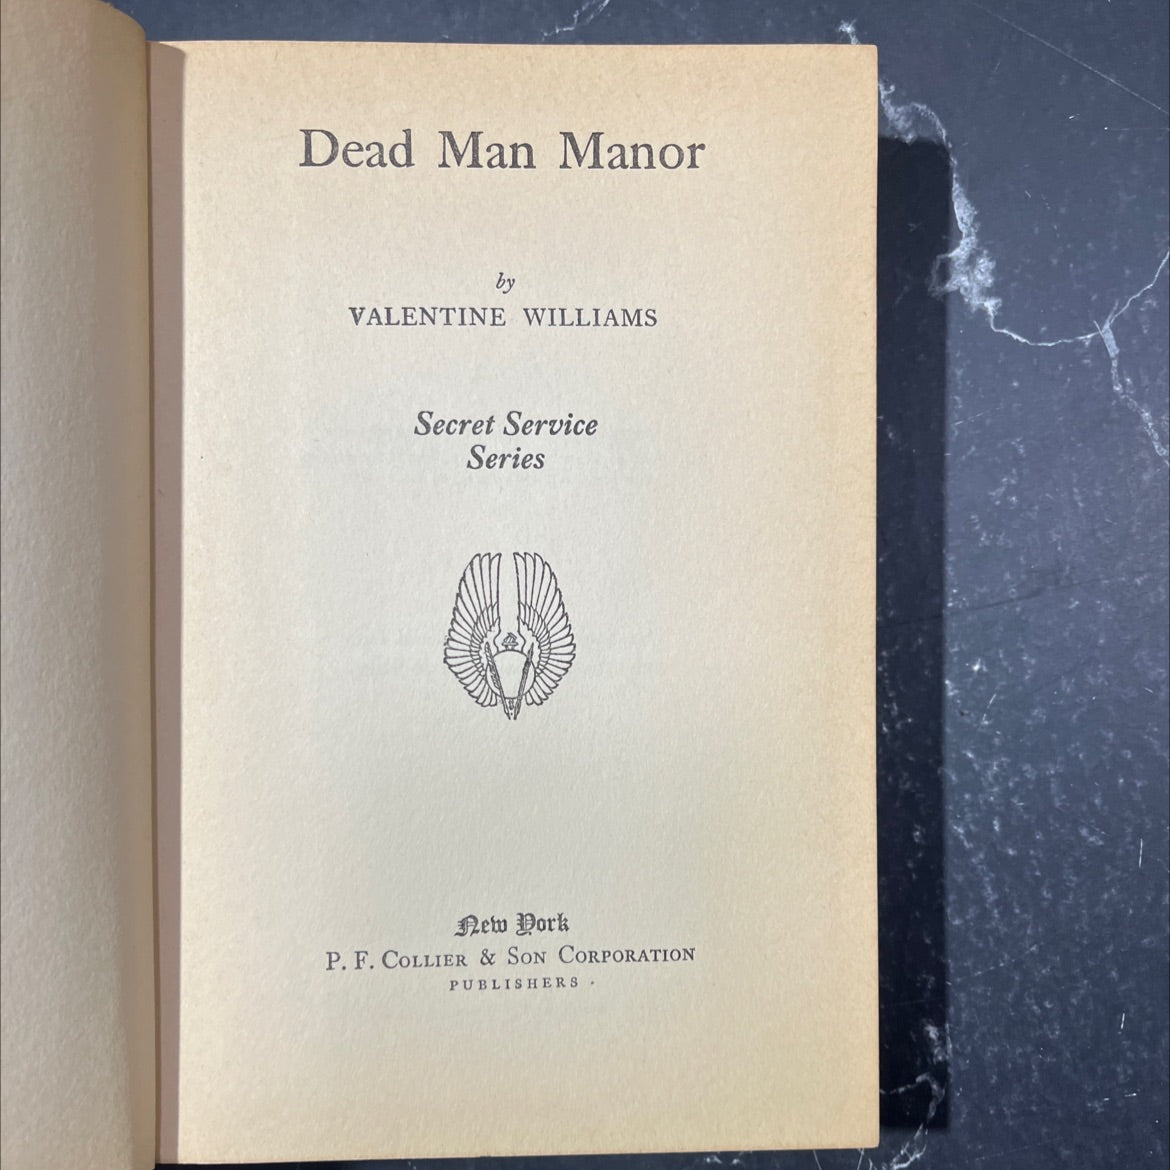 Dead Man Manor
by
VALENTINE WILLIAMS
Secret Service
Series
New York
P. F. COLLIER & SON CORPORATION
PUBLISHERS